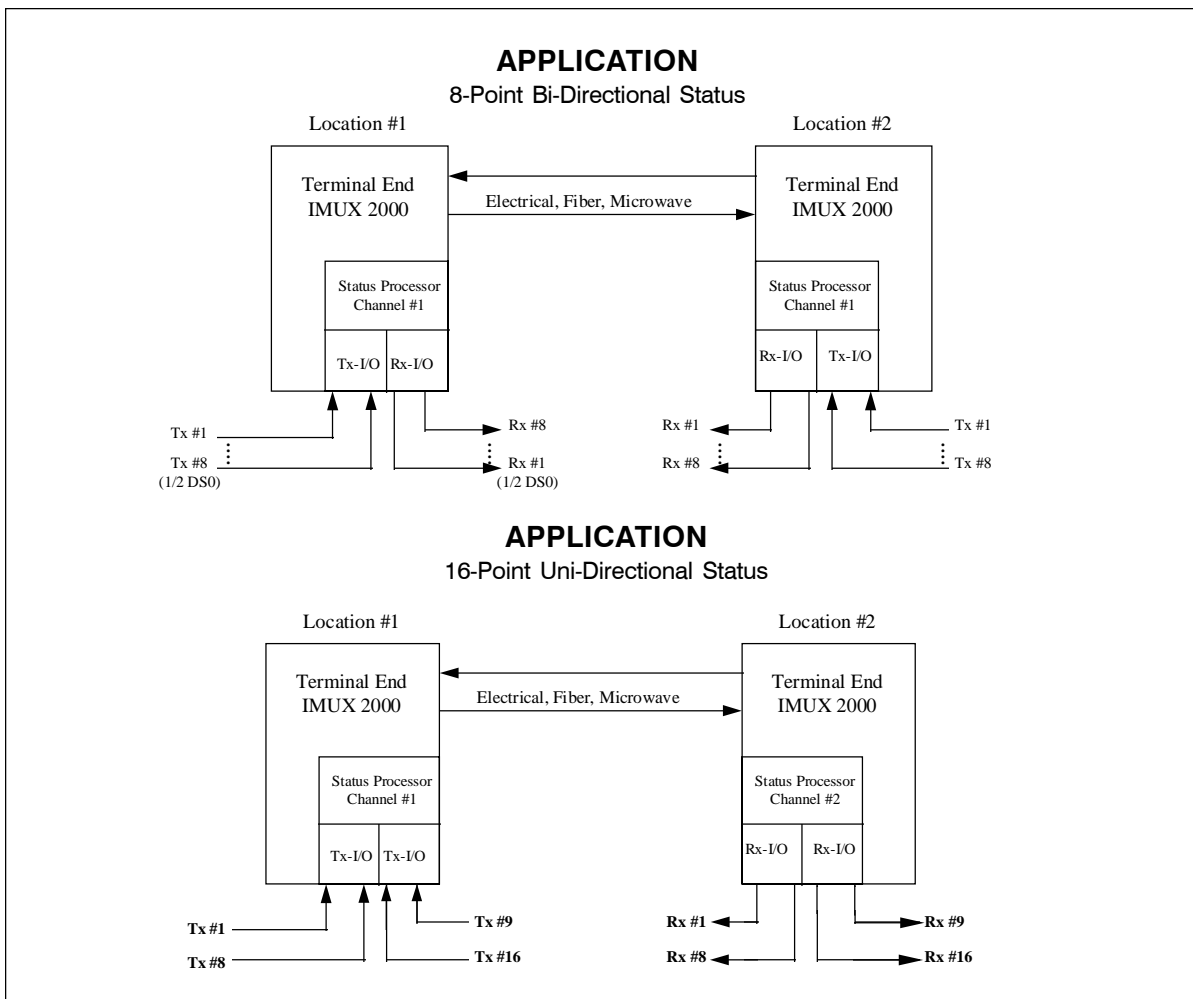 APPLICATION
8-Point Bi-Directional Status
Location #1
Location #2
Terminal End
IMUX 2000
Electrical, Fiber, Microwave
Terminal End
IMUX 2000
Status Processor
Channel #1
Status Processor
Channel #1
Tx-I/O
Rx-I/O
Rx-I/O
Tx-I/O
Tx #1
Tx #8
(1/2 DS0)
Rx #8
Rx #1
(1/2 DS0)
Rx #1
Rx #8
Tx #1
Tx #8
APPLICATION
16-Point Uni-Directional Status
Location #1
Location #2
Terminal End
IMUX 2000
Electrical, Fiber, Microwave
Terminal End
IMUX 2000
Status Processor
Channel #1
Status Processor
Channel #2
Tx-I/O
Tx-I/O
Rx-I/O
Rx-I/O
Tx #1
Tx #8
Tx #9
Tx #16
Rx #1
Rx #8
Rx #9
Rx #16